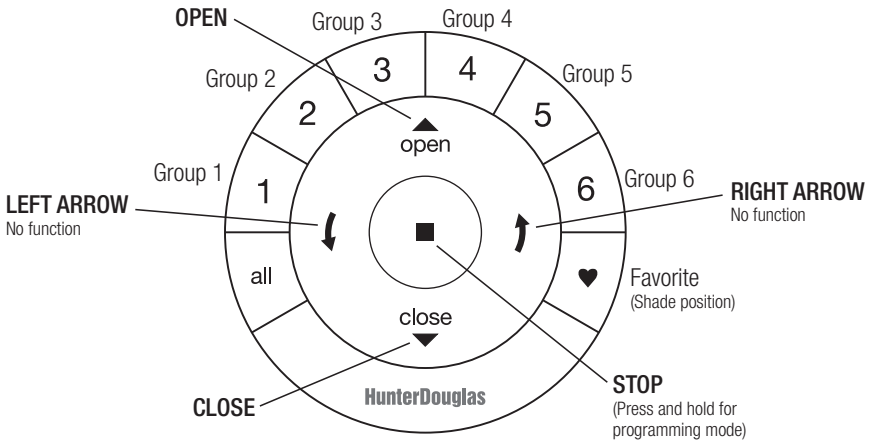 OPEN
Group 3
Group 4
Group 2
Group 5
3
4
2
5
open
Group 1
Group 6
1
6
LEFT ARROW
No function
RIGHT ARROW
No function
all
Favorite
(Shade position)
close
HunterDouglas
CLOSE
STOP
(Press and hold for
programming mode)